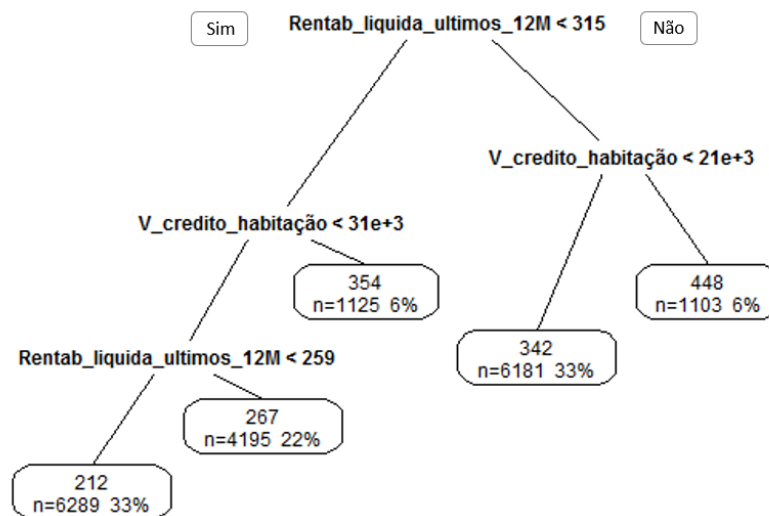 Sim
Rentab_liquida_ultimos_12M < 315
Não
V_credito_habitação < 21e+3
V_credito_habitação < 31e+3
354
n=1125 6%
448
n=1103 6%
342
n=6181 33%
Rentab_liquida_ultimos_12M < 259
267
n=4195 22%
212
n=6289 33%